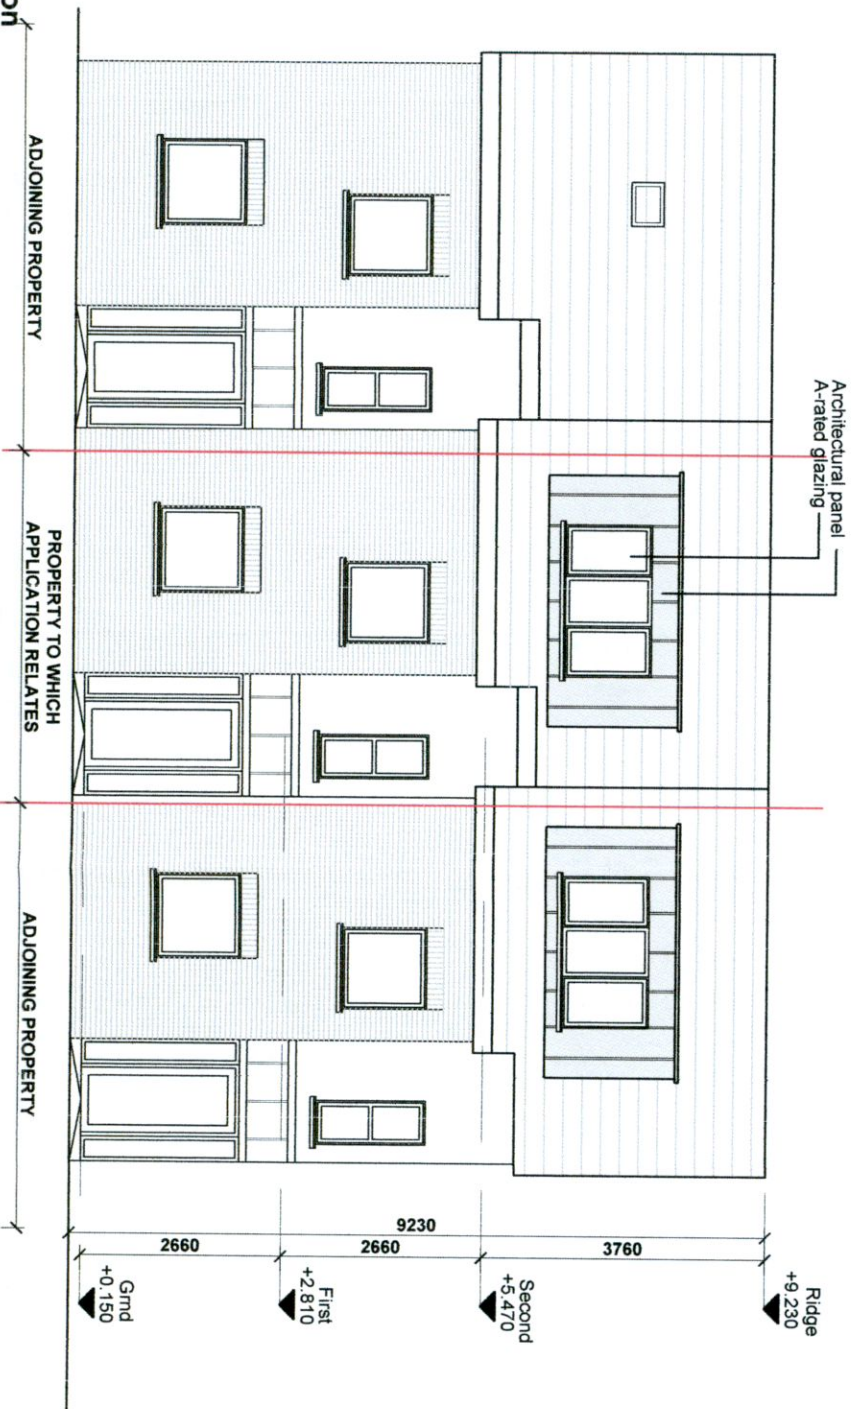 Architectural panel
A-rated glazing
Ridge
+9.230
Second
+5.470
First
+2.810
Grnd
+0.150
3760
2660
2660
9230
ADJOINING PROPERTY
PROPERTY TO WHICH
APPLICATION RELATES
ADJOINING PROPERTY